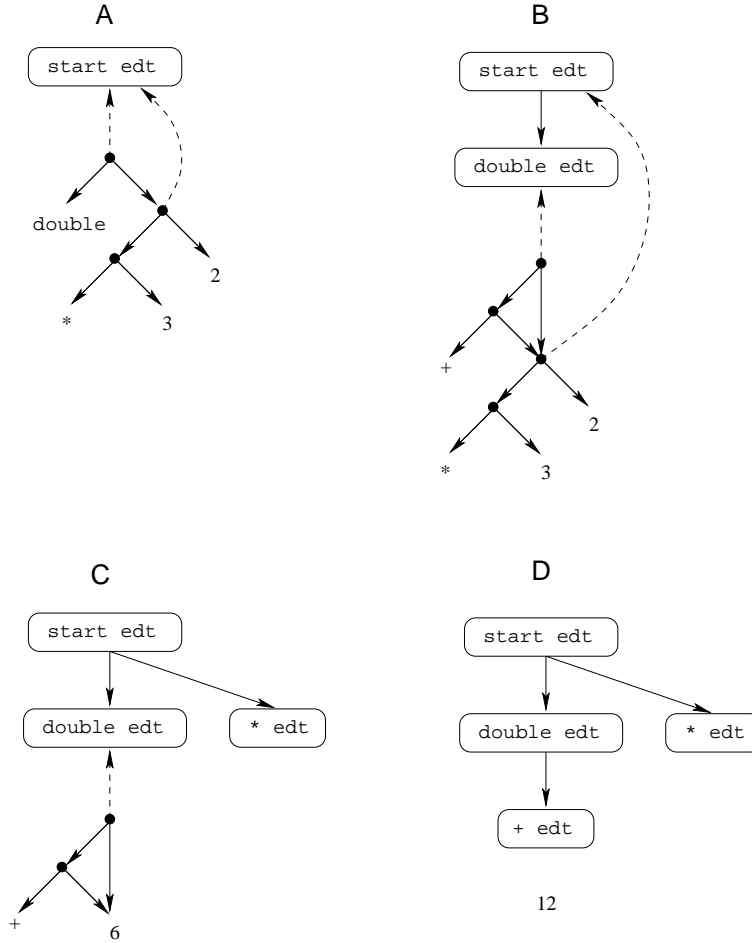 A
start edt
double
2
*
3
B
start edt
double edt
+
2
*
3
C
start edt
double edt
* edt
+
6
D
start edt
double edt
* edt
+ edt
12